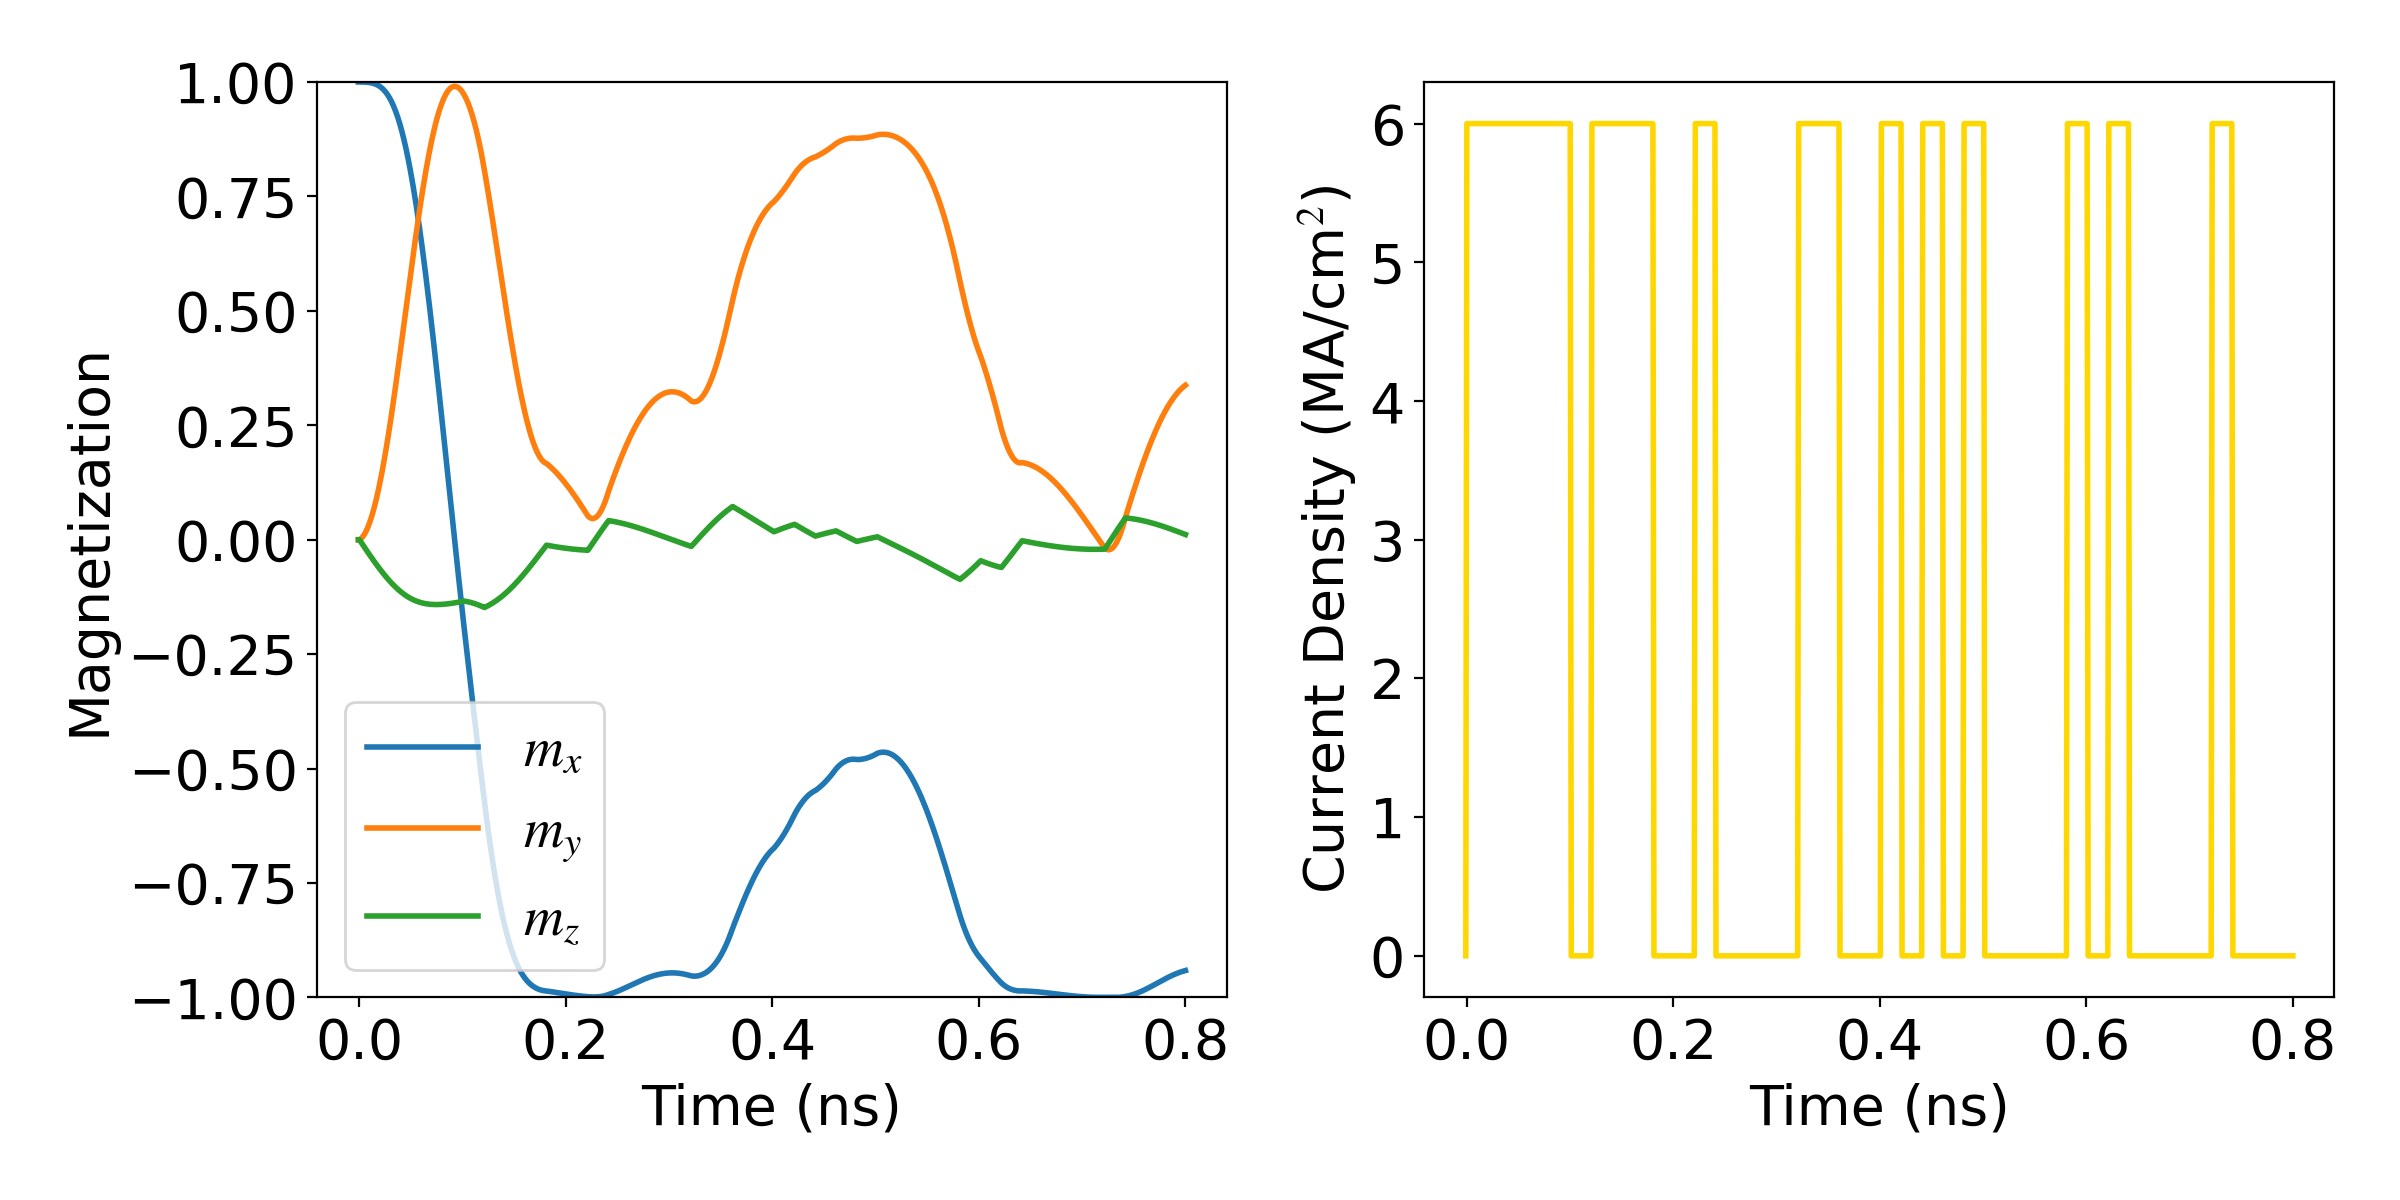 1.00
0.75
0.50
0.25
0.00
−0.25
−0.50
−0.75
−1.00
Magnetization
m_x
m_y
m_z
0.0 0.2 0.4 0.6 0.8
Time (ns)
6
5
4
3
2
1
0
Current Density (MA/cm²)
0.0 0.2 0.4 0.6 0.8
Time (ns)